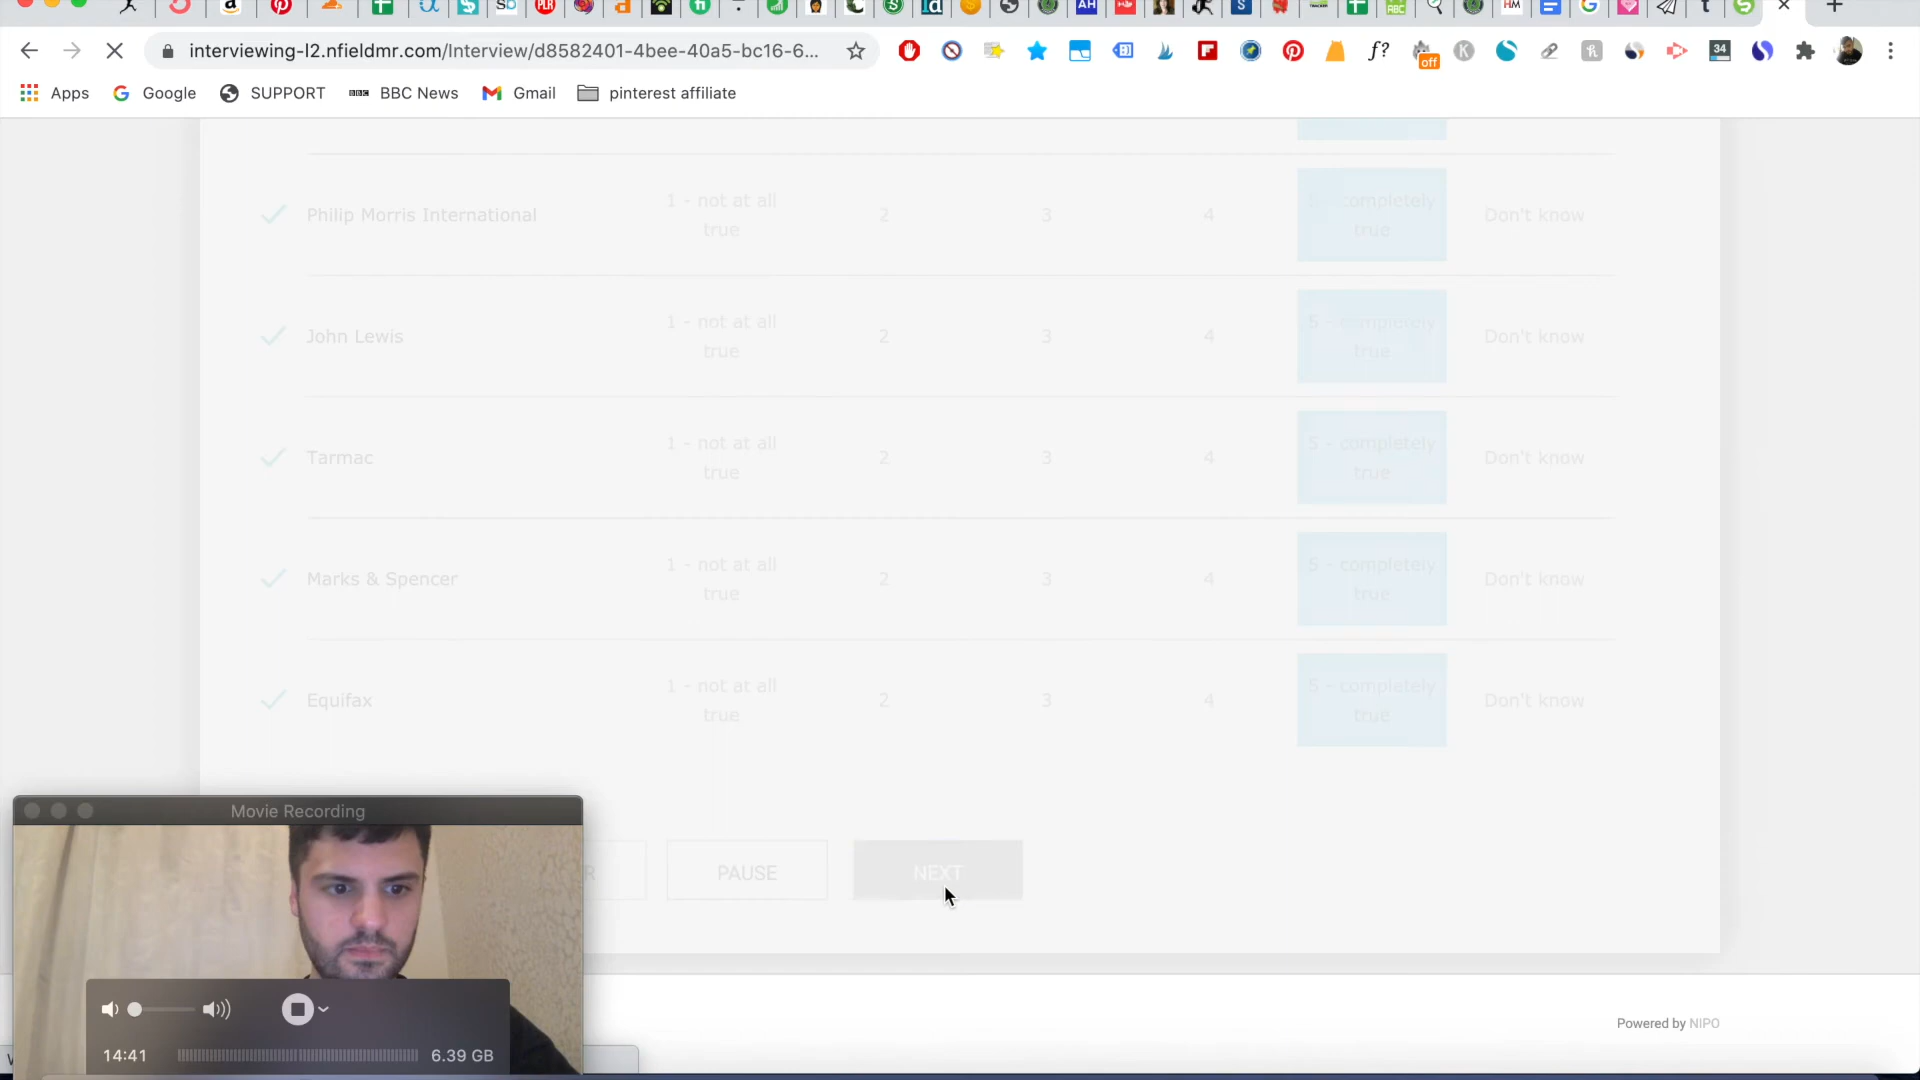 interviewing-l2.nfieldmr.com/Interview/d8582401-4bee-40a5-bc16-6...
Apps Google SUPPORT BBC News Gmail pinterest affiliate
Philip Morris International 1 - not at all true 2 3 4 completely true Don't know
John Lewis 1 - not at all true 2 3 4 5 - completely true Don't know
Tarmac 1 - not at all true 2 3 4 5 - completely true Don't know
Marks & Spencer 1 - not at all true 2 3 4 5 - completely true Don't know
Equifax 1 - not at all true 2 3 4 5 - completely true Don't know
Movie Recording
R PAUSE NEXT
Powered by NIPO
14:41 6.39 GB
off
34
f?